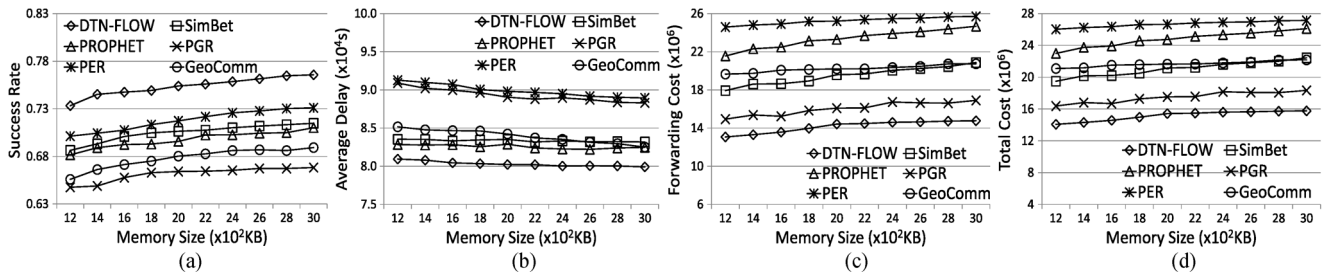 0.83
0.78
0.73
0.68
0.63
Success Rate
DTN-FLOW SimBet
PROPHET PGR
PER GeoComm
12 14 16 18 20 22 24 26 28 30
Memory Size (x10²KB)
(a)
10.0
9.5
9.0
8.5
8.0
7.5
Average Delay (x10⁴s)
DTN-FLOW SimBet
PROPHET PGR
PER GeoComm
12 14 16 18 20 22 24 26 28 30
Memory Size (x10²KB)
(b)
26
22
18
14
10
6
Forwarding Cost (x10⁶)
DTN-FLOW SimBet
PROPHET PGR
PER GeoComm
12 14 16 18 20 22 24 26 28 30
Memory Size (x10²KB)
(c)
28
24
20
16
12
8
4
0
Total Cost (x10⁶)
DTN-FLOW SimBet
PROPHET PGR
PER GeoComm
12 14 16 18 20 22 24 26 28 30
Memory Size (x10²KB)
(d)